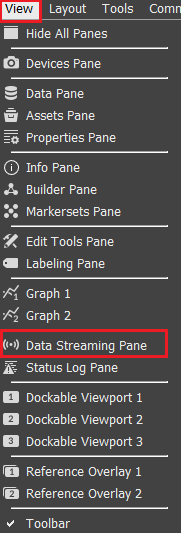 View Layout Tools
Hide All Panes
Devices Pane
Data Pane
Assets Pane
Properties Pane
Info Pane
Builder Pane
Markersets Pane
Edit Tools Pane
Labeling Pane
Graph 1
Graph 2
Data Streaming Pane
Status Log Pane
1 Dockable Viewport 1
2 Dockable Viewport 2
3 Dockable Viewport 3
1 Reference Overlay 1
2 Reference Overlay 2
Toolbar